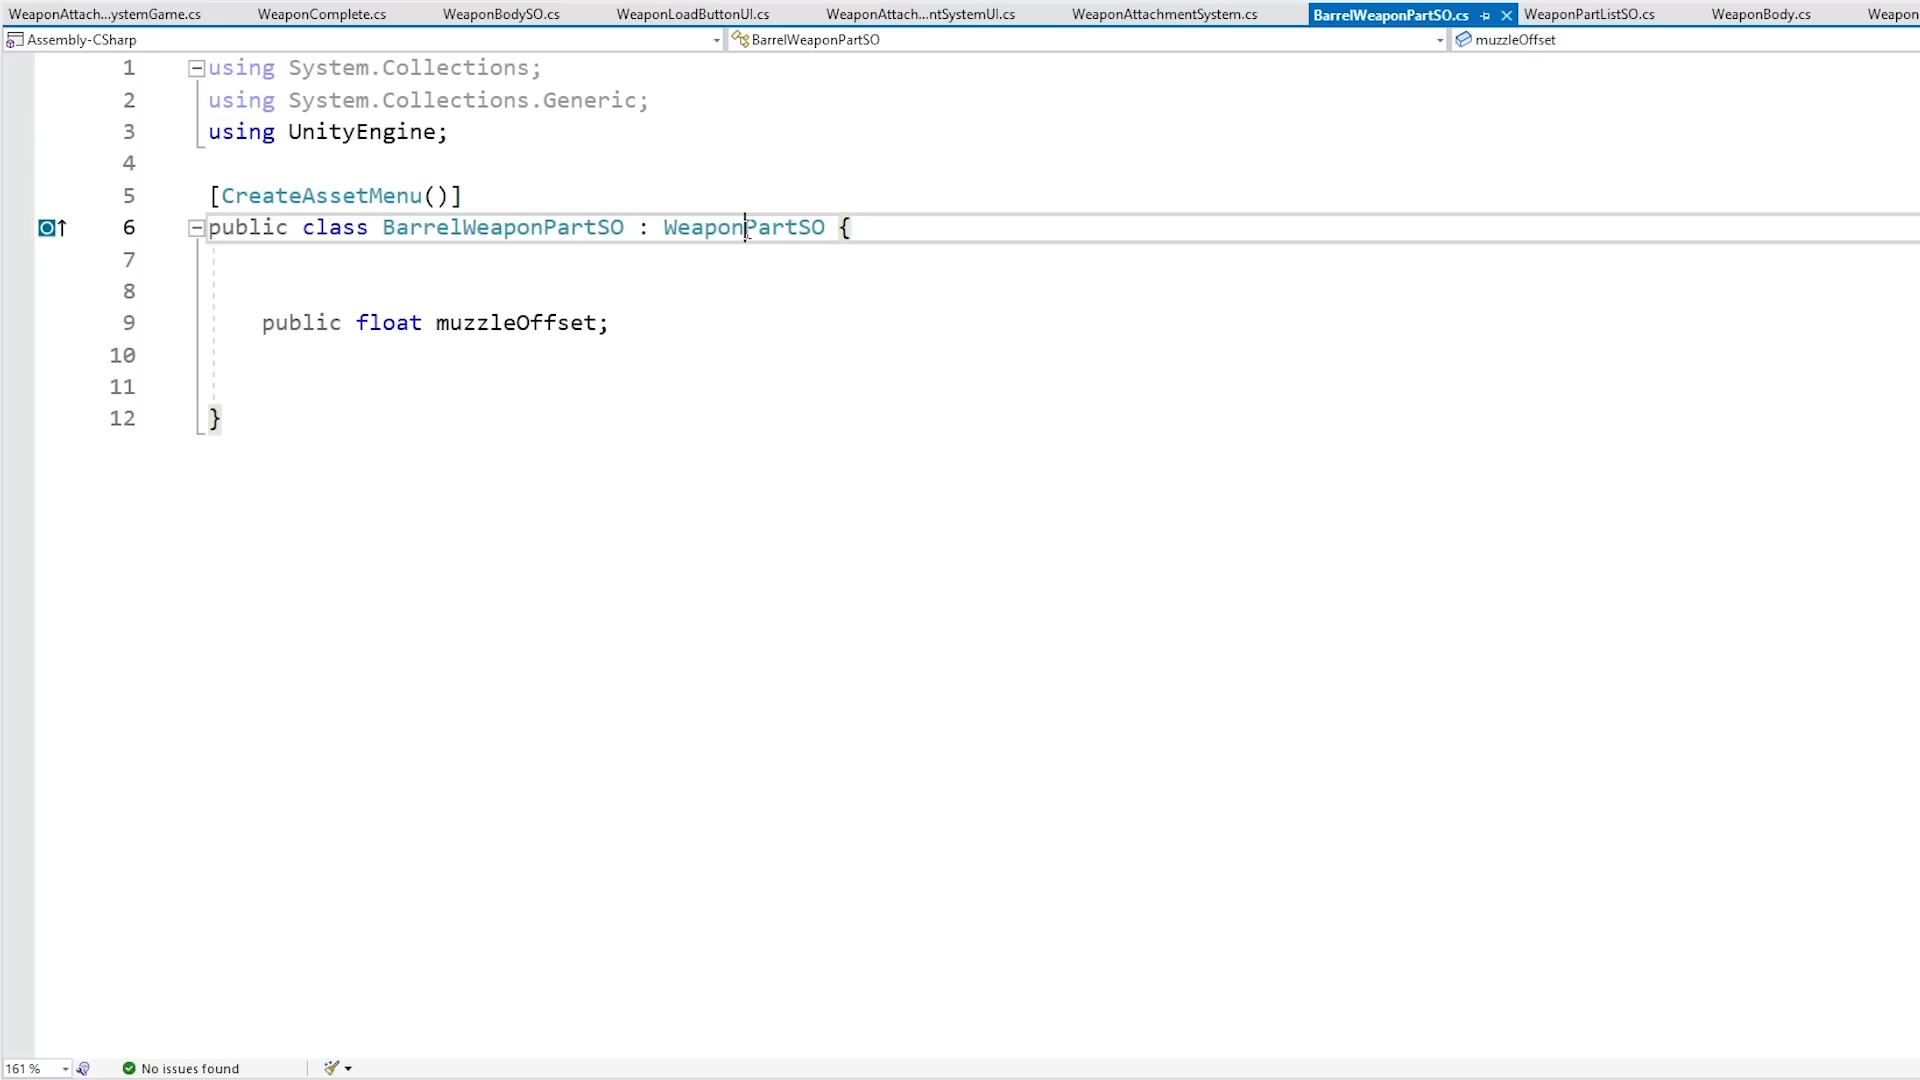 WeaponAttach...ystemGame.cs WeaponComplete.cs WeaponBodySO.cs WeaponLoadButtonUI.cs WeaponAttach...ntSystemUI.cs WeaponAttachmentSystem.cs BarrelWeaponPartSO.cs WeaponPartListSO.cs WeaponBody.cs Weapon
Assembly-CSharp BarrelWeaponPartSO muzzleOffset
1 using System.Collections;
2 using System.Collections.Generic;
3 using UnityEngine;
4
5 [CreateAssetMenu()]
6 public class BarrelWeaponPartSO : WeaponPartSO {
7
8
9 public float muzzleOffset;
10
11
12 }
161 % No issues found